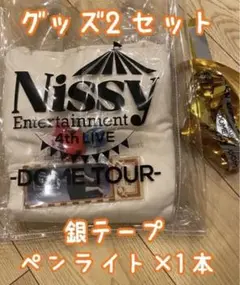 グッズ2セット
Nissy
Entertainment
4th LIVE
-DOME TOUR-
銀テープ
ペンライト×1本